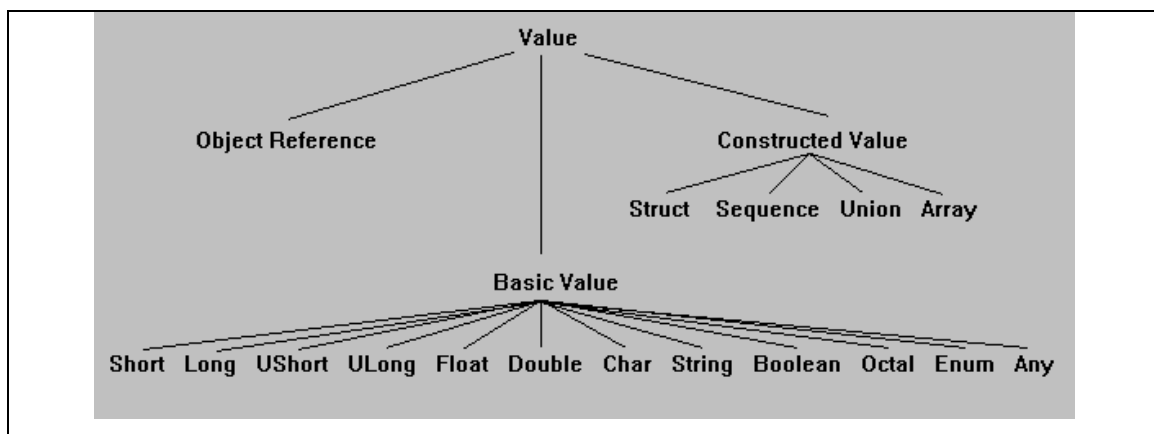 Value
Object Reference
Constructed Value
Struct Sequence Union Array
Basic Value
Short Long UShort ULong Float Double Char String Boolean Octal Enum Any